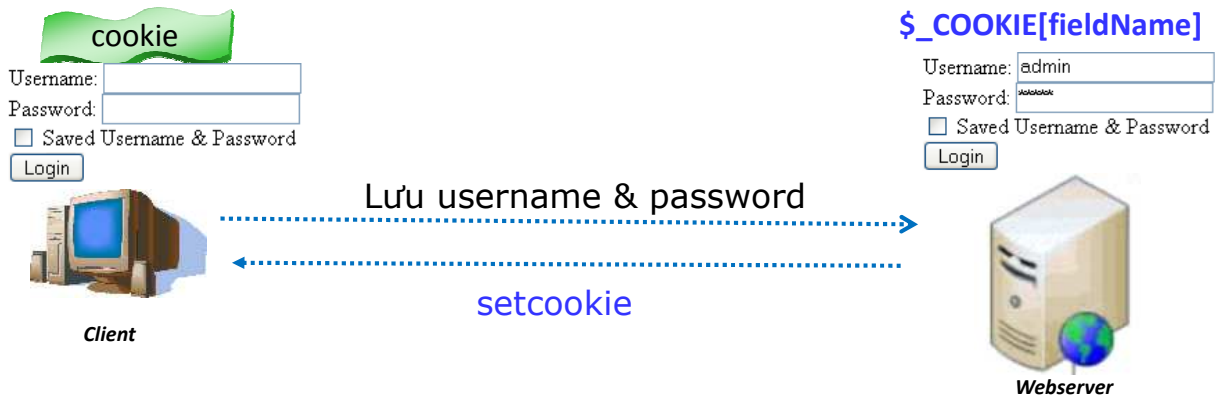 cookie
Username:
Password:
Saved Username & Password
Login
$_COOKIE[fieldName]
Username: admin
Password: ******
Saved Username & Password
Login
Lưu username & password
setcookie
Client
Webserver